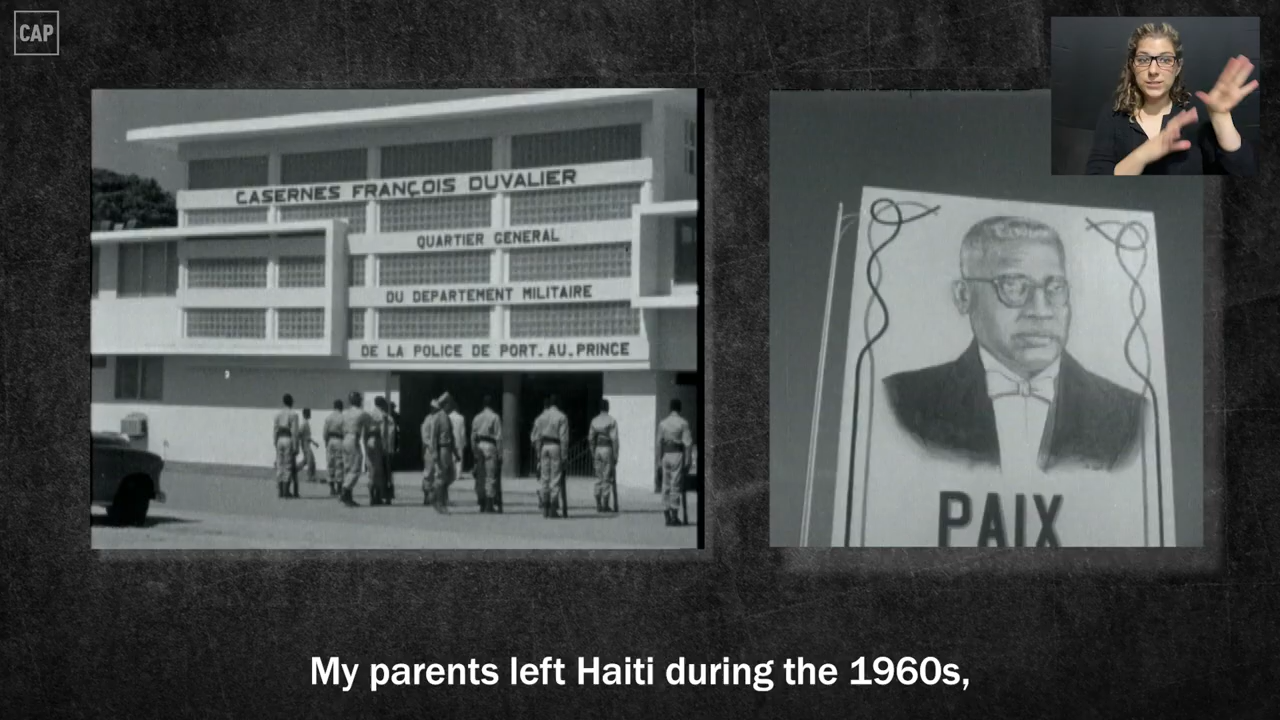 CAP
CASERNES FRANÇOIS DUVALIER
QUARTIER GENERAL
DU DEPARTEMENT MILITAIRE
DE LA POLICE DE PORT.AU.PRINCE
PAIX
My parents left Haiti during the 1960s,